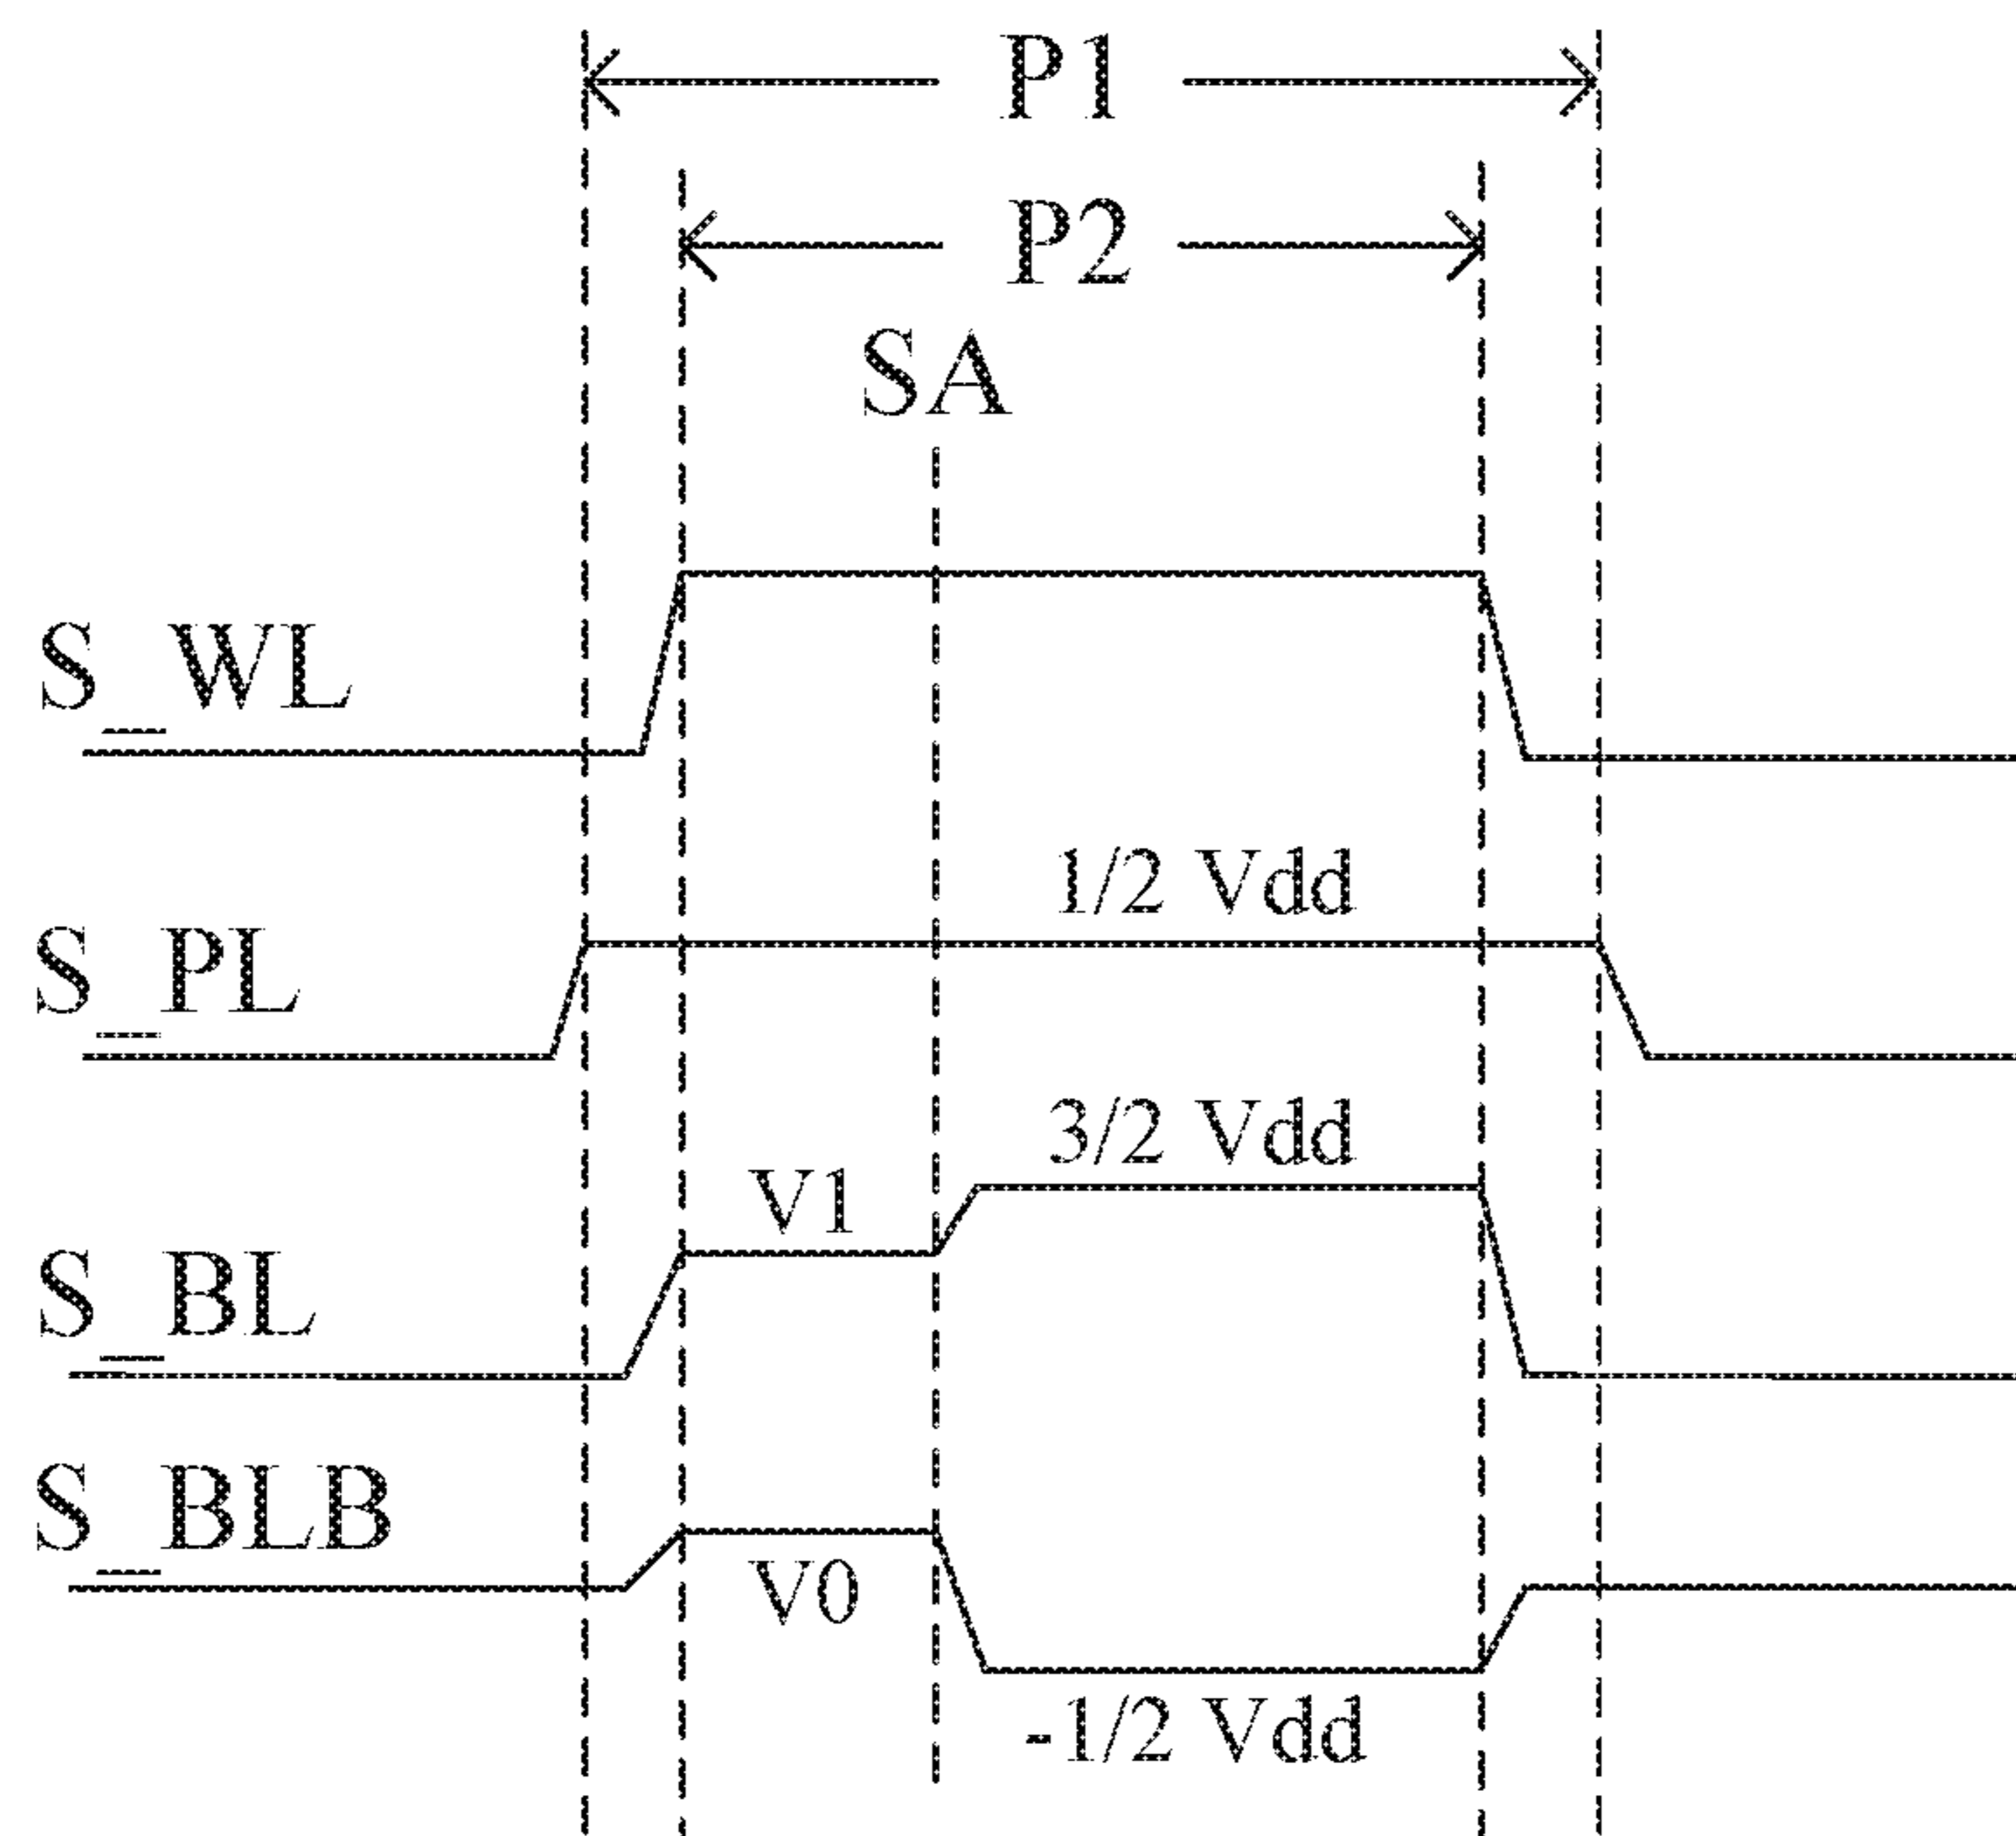 P1
P2
SA
S_WL
1/2 Vdd
S_PL
3/2 Vdd
V1
S_BL
S_BLB
V0
-1/2 Vdd